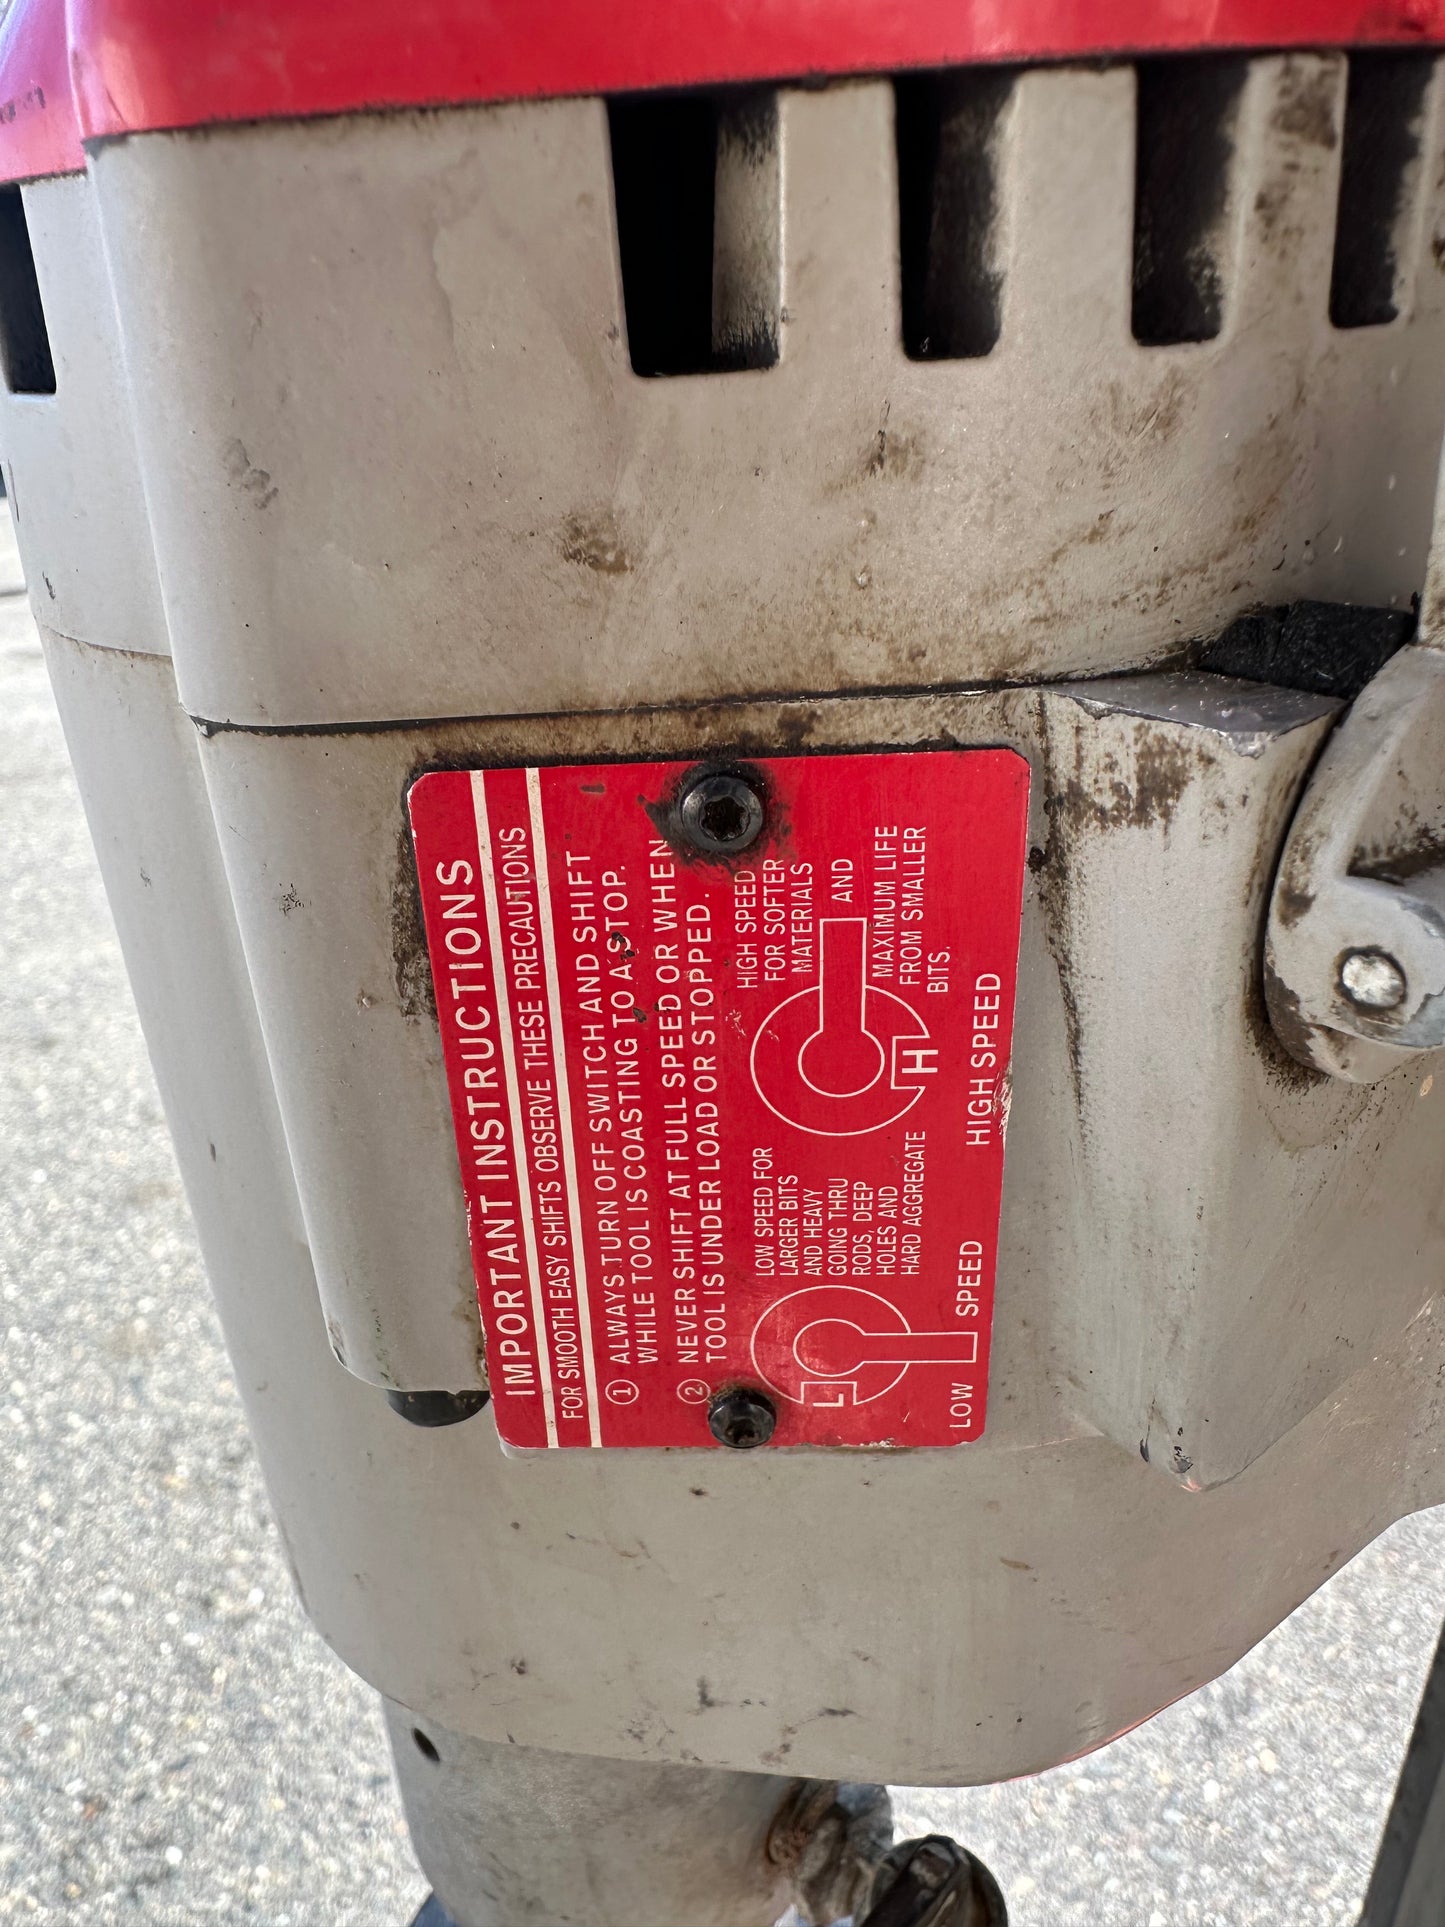 IMPORTANT INSTRUCTIONS
FOR SMOOTH EASY SHIFTS OBSERVE THESE PRECAUTIONS
① ALWAYS TURN OFF SWITCH AND SHIFT
WHILE TOOL IS COASTING TO A STOP.
② NEVER SHIFT AT FULL SPEED OR WHEN
TOOL IS UNDER LOAD OR STOPPED.
L
LOW SPEED FOR
LARGER BITS
AND HEAVY
GOING THRU
RODS, DEEP
HOLES AND
HARD AGGREGATE
LOW SPEED
H
HIGH SPEED
FOR SOFTER
MATERIALS
AND
MAXIMUM LIFE
FROM SMALLER
BITS.
HIGH SPEED